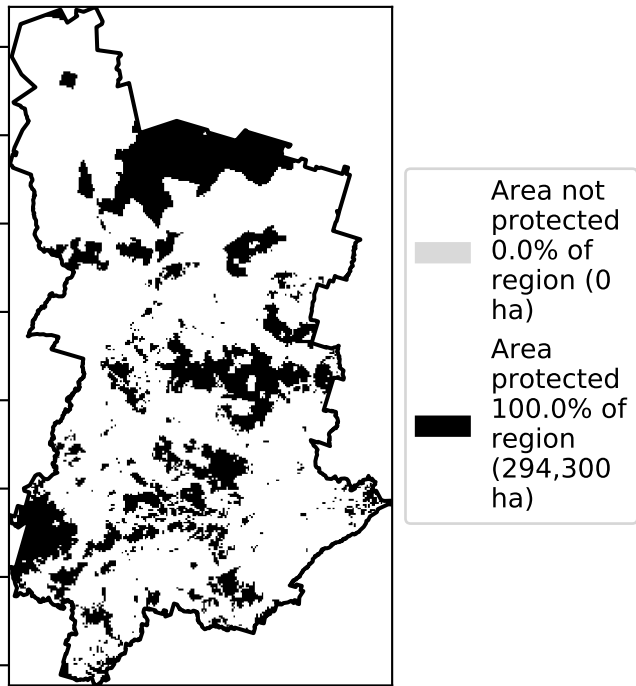 Area not
protected
0.0% of
region (0
ha)
Area
protected
100.0% of
region
(294,300
ha)